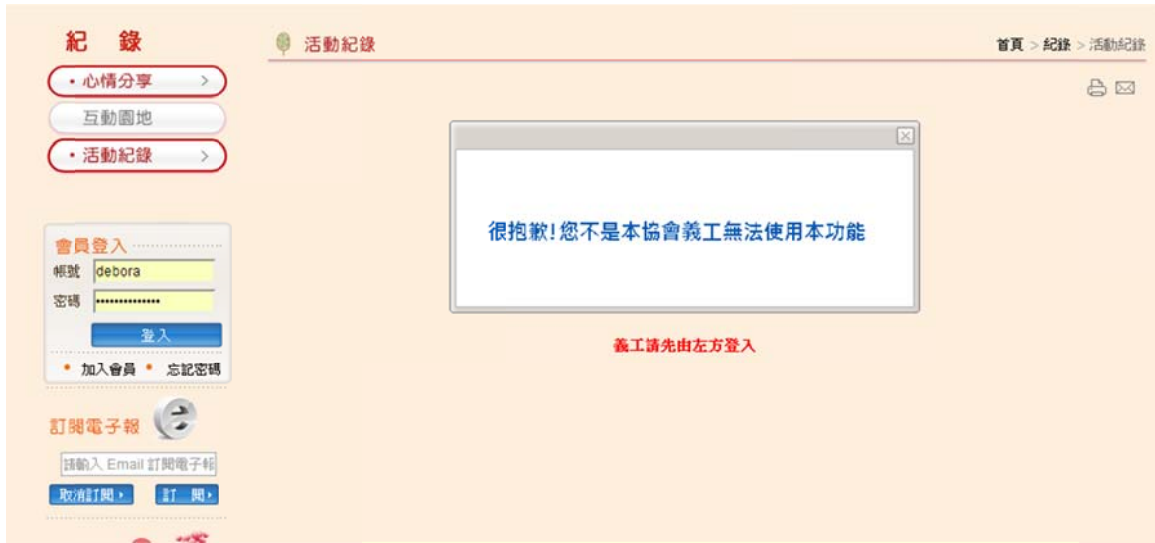 紀 錄
• 心情分享 >
互動園地
• 活動紀錄 >
會員登入
帳號 debora
密碼 ••••••••••••••
登入
• 加入會員 • 忘記密碼
訂閱電子報
請輸入 Email 訂閱電子報
取消訂閱 訂 閱
活動紀錄
首頁 > 紀錄 > 活動紀錄
很抱歉!您不是本協會義工無法使用本功能
義工請先由左方登入